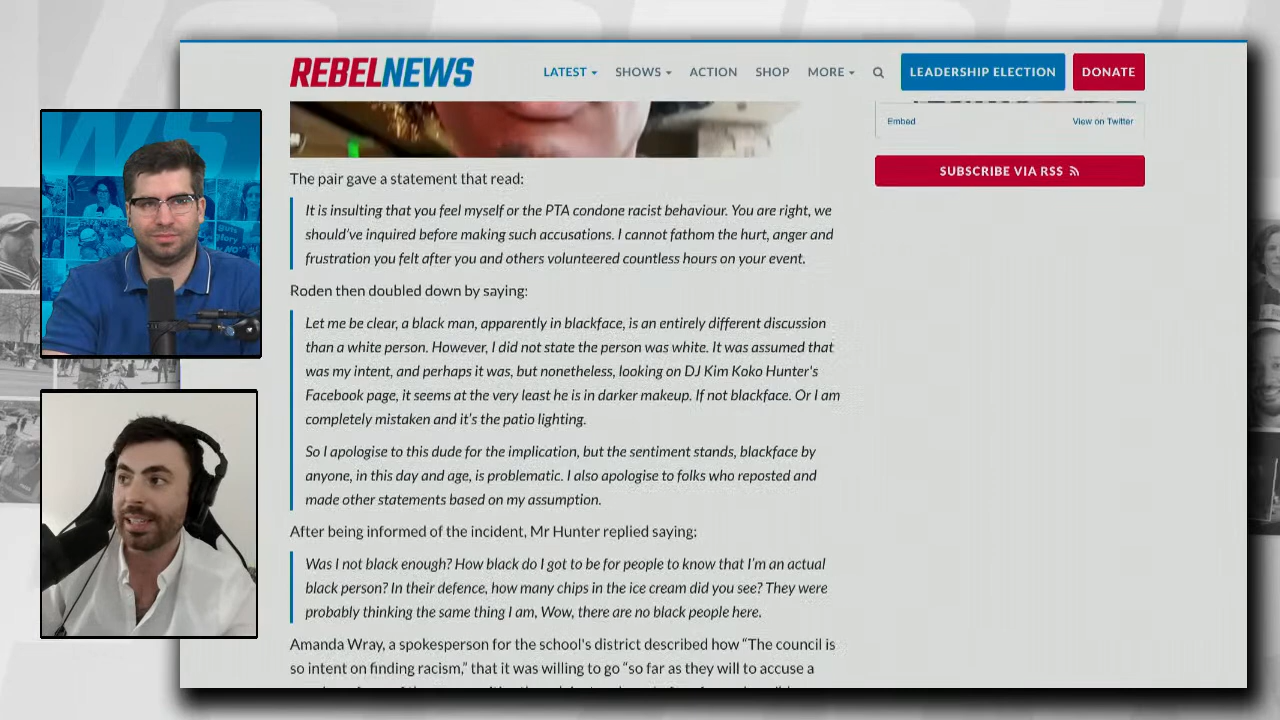 REBELNEWS
LATEST SHOWS ACTION SHOP MORE LEADERSHIP ELECTION DONATE
Embed View on Twitter
SUBSCRIBE VIA RSS
The pair gave a statement that read:
It is insulting that you feel myself or the PTA condone racist behaviour. You are right, we
should've inquired before making such accusations. I cannot fathom the hurt, anger and
frustration you felt after you and others volunteered countless hours on your event.
Roden then doubled down by saying:
Let me be clear, a black man, apparently in blackface, is an entirely different discussion
than a white person. However, I did not state the person was white. It was assumed that
was my intent, and perhaps it was, but nonetheless, looking on DJ Kim Koko Hunter's
Facebook page, it seems at the very least he is in darker makeup. If not blackface. Or I am
completely mistaken and it's the patio lighting.
So I apologise to this dude for the implication, but the sentiment stands, blackface by
anyone, in this day and age, is problematic. I also apologise to folks who reposted and
made other statements based on my assumption.
After being informed of the incident, Mr Hunter replied saying:
Was I not black enough? How black do I got to be for people to know that I'm an actual
black person? In their defence, how many chips in the ice cream did you see? They were
probably thinking the same thing I am, Wow, there are no black people here.
Amanda Wray, a spokesperson for the school's district described how “The council is
so intent on finding racism,” that it was willing to go “so far as they will to accuse a